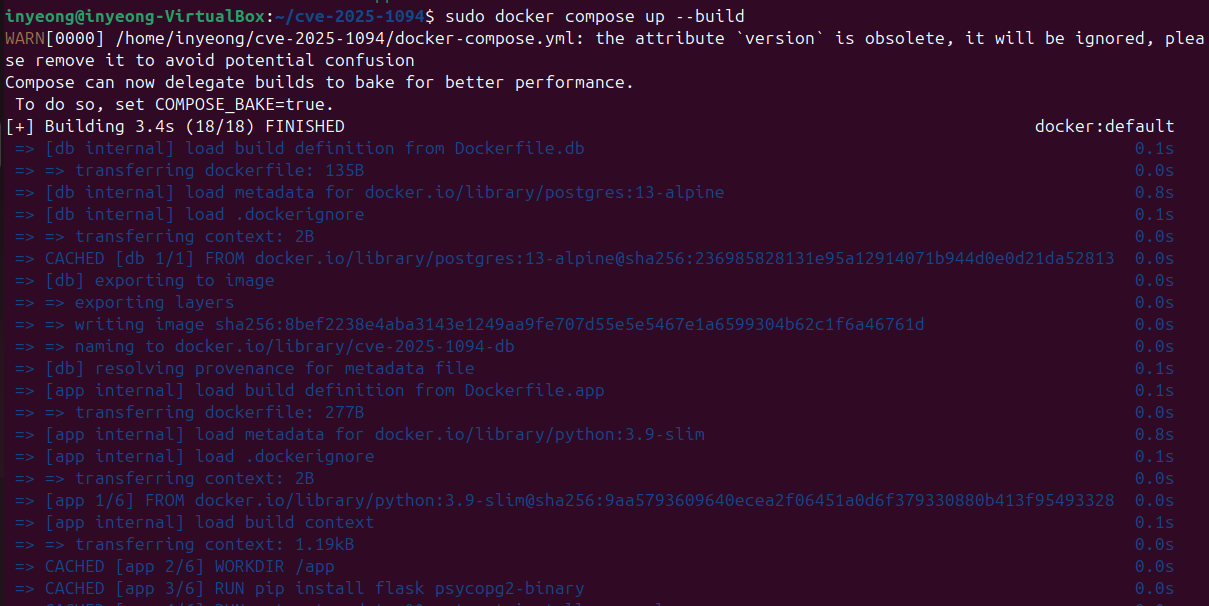 inyeong@inyeong-VirtualBox:~/cve-2025-1094$ sudo docker compose up --build
WARN[0000] /home/inyeong/cve-2025-1094/docker-compose.yml: the attribute `version` is obsolete, it will be ignored, plea
se remove it to avoid potential confusion
Compose can now delegate builds to bake for better performance.
 To do so, set COMPOSE_BAKE=true.
[+] Building 3.4s (18/18) FINISHED docker:default
=> [db internal] load build definition from Dockerfile.db 0.1s
=> => transferring dockerfile: 135B 0.0s
=> [db internal] load metadata for docker.io/library/postgres:13-alpine 0.8s
=> [db internal] load .dockerignore 0.1s
=> => transferring context: 2B 0.0s
=> CACHED [db 1/1] FROM docker.io/library/postgres:13-alpine@sha256:236985828131e95a12914071b944d0e0d21da52813 0.0s
=> [db] exporting to image 0.0s
=> => exporting layers 0.0s
=> => writing image sha256:8bef2238e4aba3143e1249aa9fe707d55e5e5467e1a6599304b62c1f6a46761d 0.0s
=> => naming to docker.io/library/cve-2025-1094-db 0.0s
=> [db] resolving provenance for metadata file 0.1s
=> [app internal] load build definition from Dockerfile.app 0.1s
=> => transferring dockerfile: 277B 0.0s
=> [app internal] load metadata for docker.io/library/python:3.9-slim 0.8s
=> [app internal] load .dockerignore 0.1s
=> => transferring context: 2B 0.0s
=> [app 1/6] FROM docker.io/library/python:3.9-slim@sha256:9aa5793609640ecea2f06451a0d6f379330880b413f95493328 0.0s
=> [app internal] load build context 0.1s
=> => transferring context: 1.19kB 0.0s
=> CACHED [app 2/6] WORKDIR /app 0.0s
=> CACHED [app 3/6] RUN pip install flask psycopg2-binary 0.0s